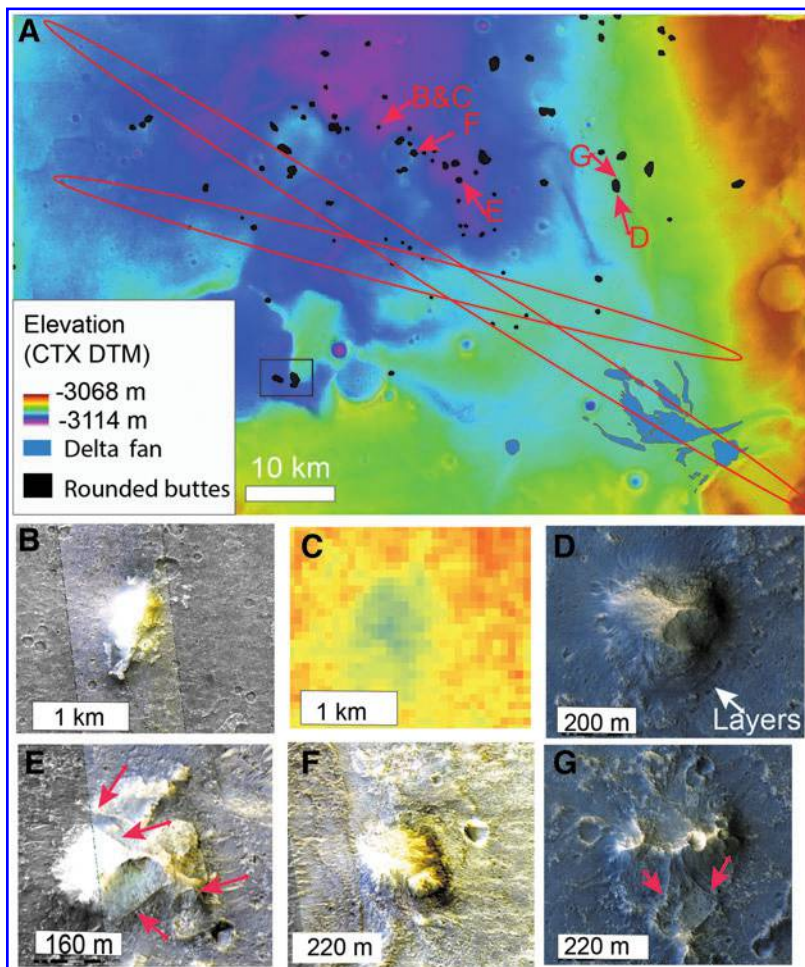 A
B&C
F
G
E
D
Elevation
(CTX DTM)
-3068 m
-3114 m
Delta fan
Rounded buttes
10 km
B
1 km
C
1 km
D
200 m
Layers
E
160 m
F
220 m
G
220 m